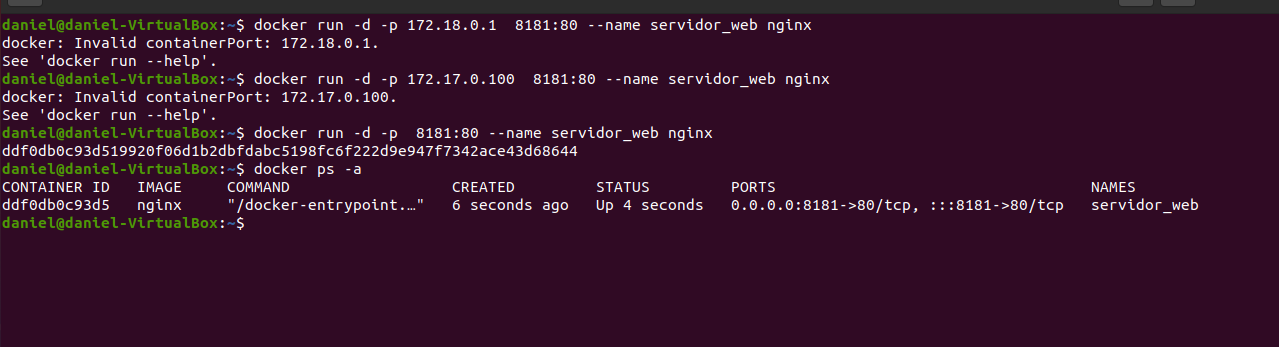 daniel@daniel-VirtualBox:~$ docker run -d -p 172.18.0.1  8181:80 --name servidor_web nginx
docker: Invalid containerPort: 172.18.0.1.
See 'docker run --help'.
daniel@daniel-VirtualBox:~$ docker run -d -p 172.17.0.100  8181:80 --name servidor_web nginx
docker: Invalid containerPort: 172.17.0.100.
See 'docker run --help'.
daniel@daniel-VirtualBox:~$ docker run -d -p  8181:80 --name servidor_web nginx
ddf0db0c93d519920f06d1b2dbfdabc5198fc6f222d9e947f7342ace43d68644
daniel@daniel-VirtualBox:~$ docker ps -a
CONTAINER ID   IMAGE     COMMAND                  CREATED         STATUS         PORTS                                   NAMES
ddf0db0c93d5   nginx     "/docker-entrypoint.…"   6 seconds ago   Up 4 seconds   0.0.0.0:8181->80/tcp, :::8181->80/tcp   servidor_web
daniel@daniel-VirtualBox:~$